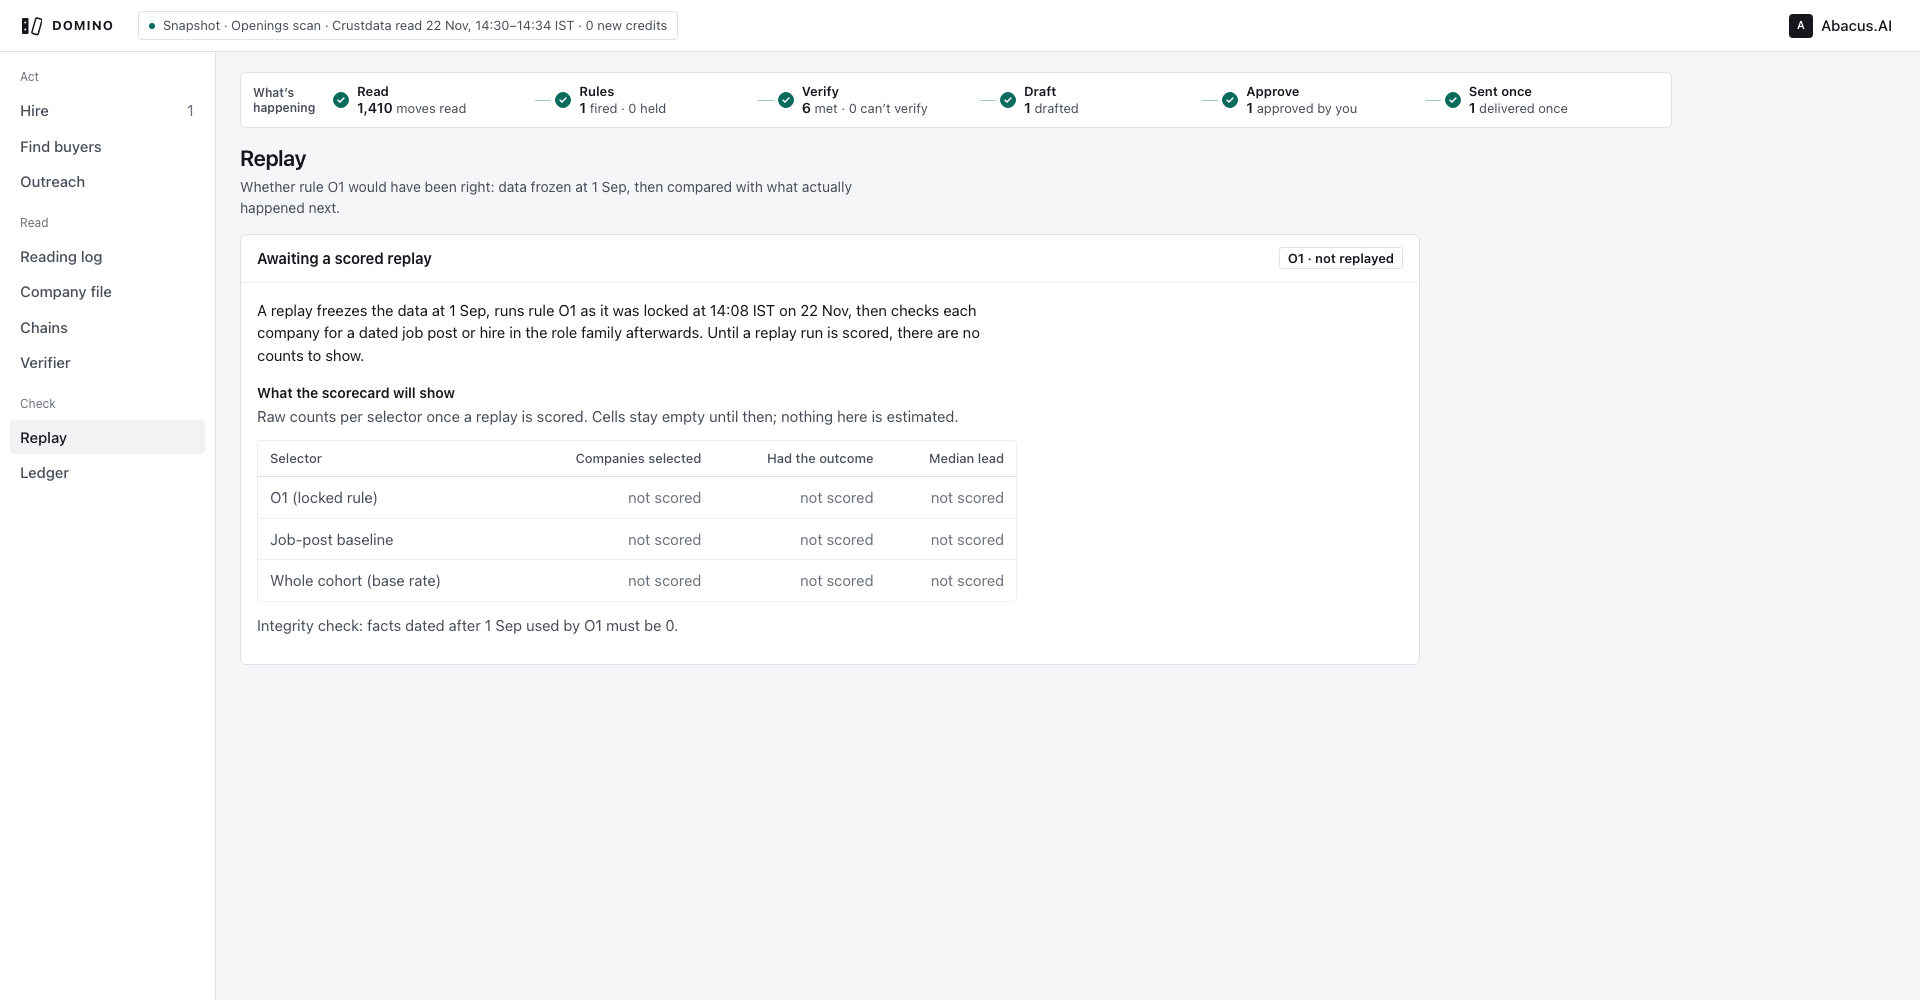 DOMINO
Snapshot · Openings scan · Crustdata read 22 Nov, 14:30–14:34 IST · 0 new credits
A
Abacus.AI
Act
Hire 1
Find buyers
Outreach
Read
Reading log
Company file
Chains
Verifier
Check
Replay
Ledger
What’s happening
Read
1,410 moves read
Rules
1 fired · 0 held
Verify
6 met · 0 can’t verify
Draft
1 drafted
Approve
1 approved by you
Sent once
1 delivered once
Replay
Whether rule O1 would have been right: data frozen at 1 Sep, then compared with what actually
happened next.
Awaiting a scored replay
O1 · not replayed
A replay freezes the data at 1 Sep, runs rule O1 as it was locked at 14:08 IST on 22 Nov, then checks each
company for a dated job post or hire in the role family afterwards. Until a replay run is scored, there are no
counts to show.
What the scorecard will show
Raw counts per selector once a replay is scored. Cells stay empty until then; nothing here is estimated.
Selector Companies selected Had the outcome Median lead
O1 (locked rule) not scored not scored not scored
Job-post baseline not scored not scored not scored
Whole cohort (base rate) not scored not scored not scored
Integrity check: facts dated after 1 Sep used by O1 must be 0.